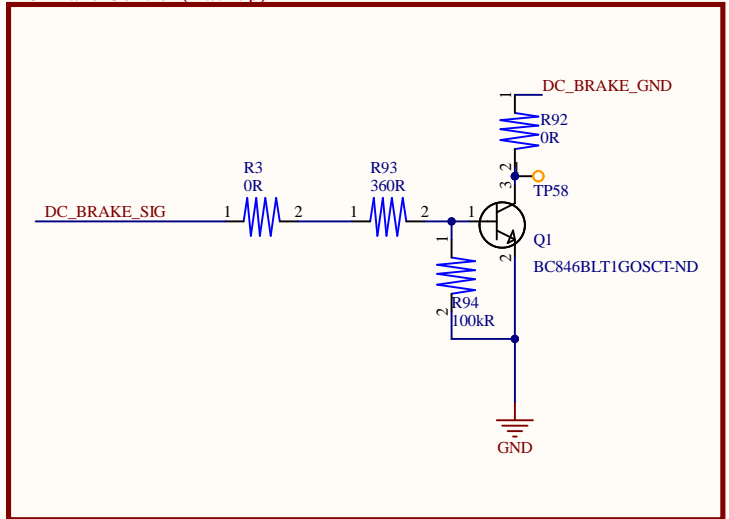 DC_BRAKE_GND
1
R92
0R
2
1
3
TP58
R3
0R
R93
360R
DC_BRAKE_SIG
1
2
1
2
1
Q1
2
BC846BLT1GOSCT-ND
1
R94
100kR
2
GND